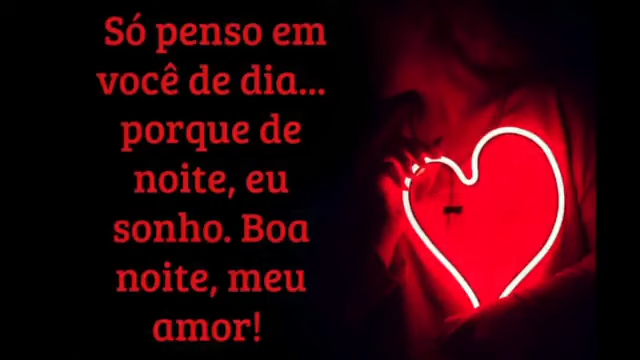 Só penso em
você de dia...
porque de
noite, eu
sonho. Boa
noite, meu
amor!